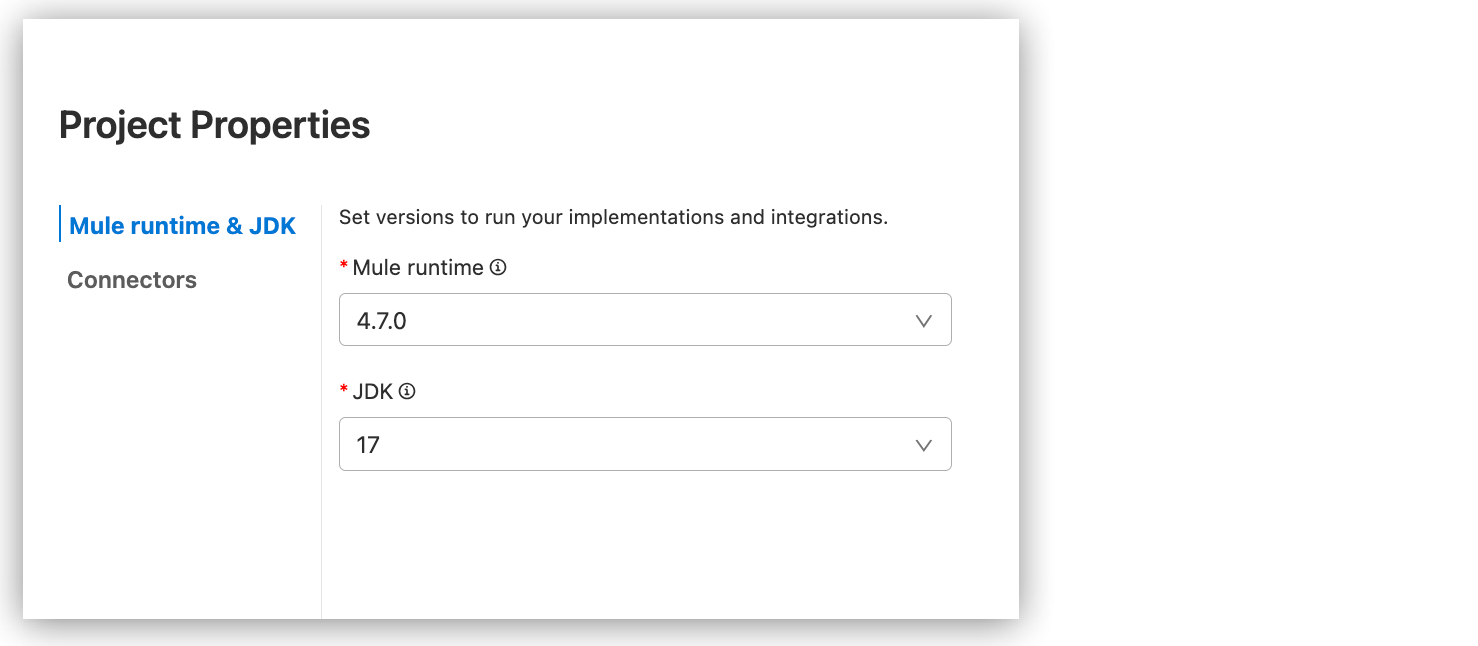 Project Properties
Mule runtime & JDK
Connectors
Set versions to run your implementations and integrations.
* Mule runtime
4.7.0
* JDK
17